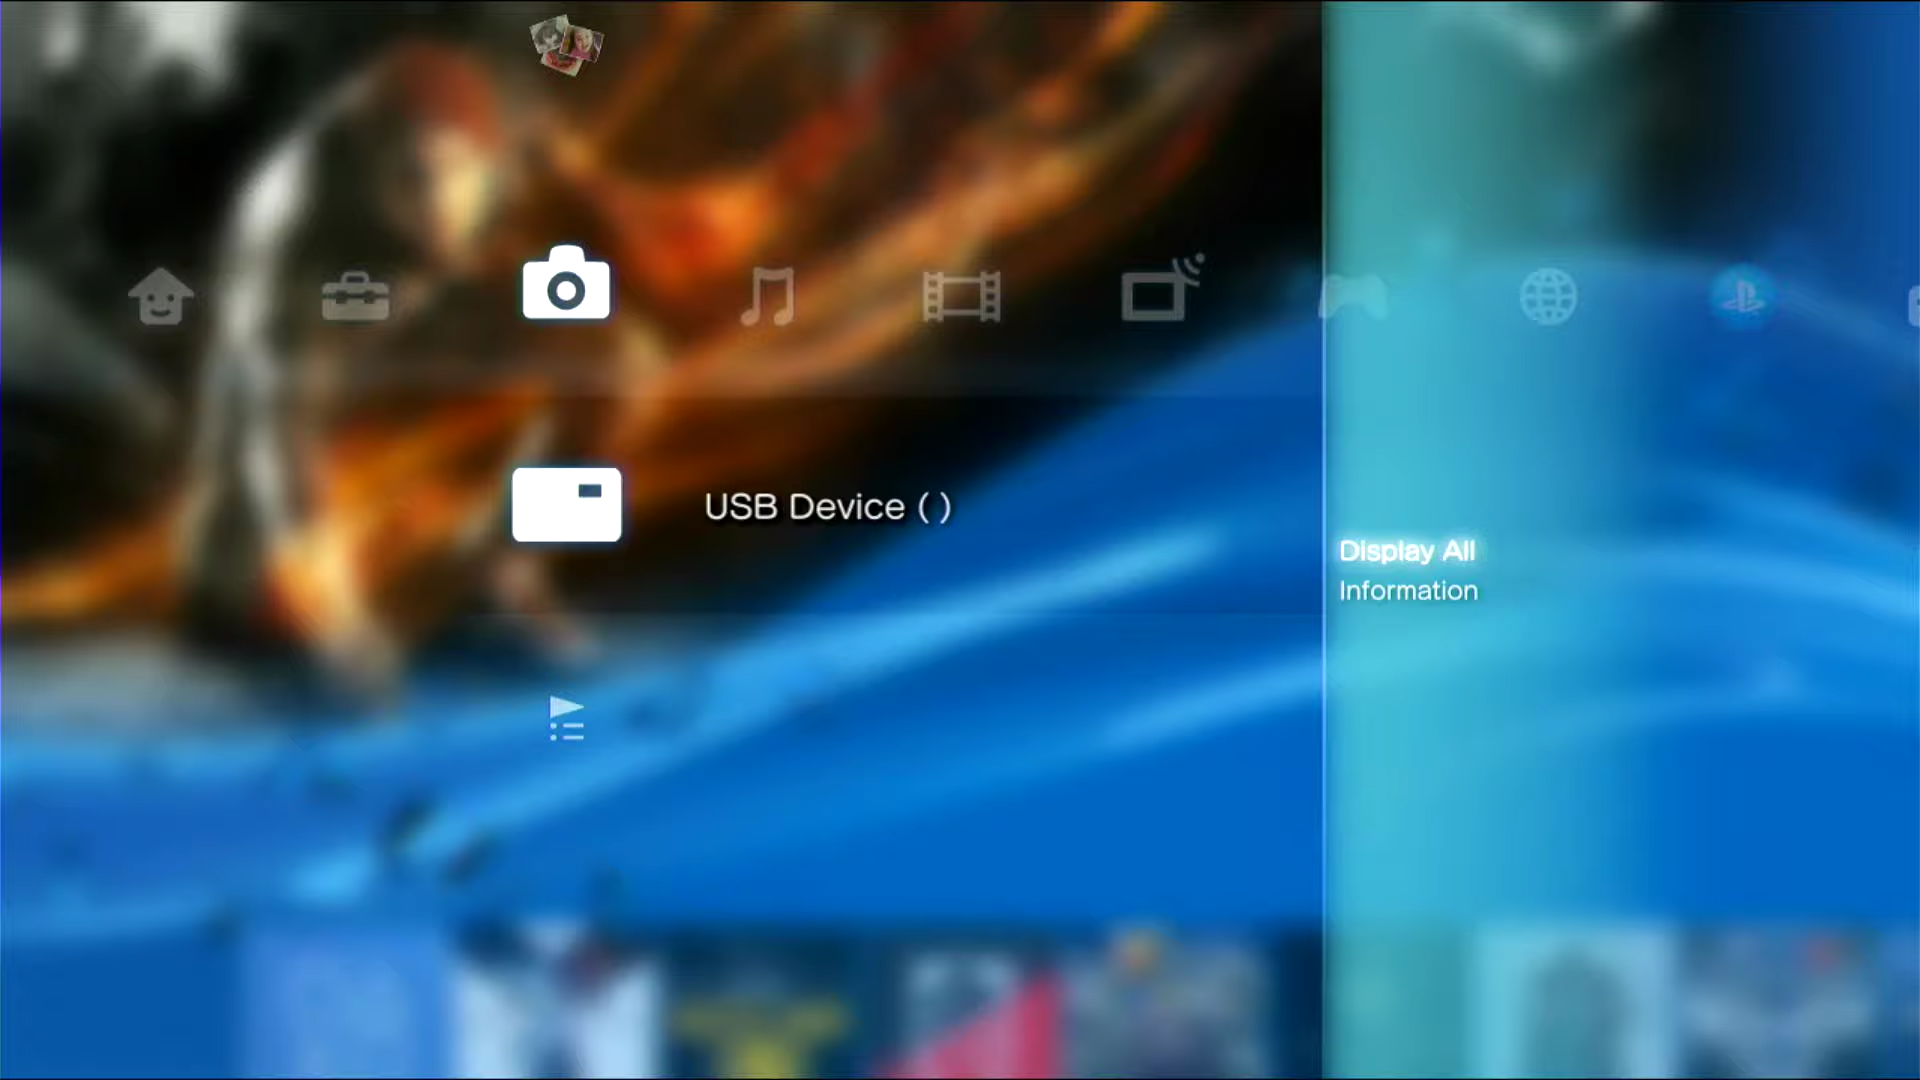 USB Device ( )
Display All
Information